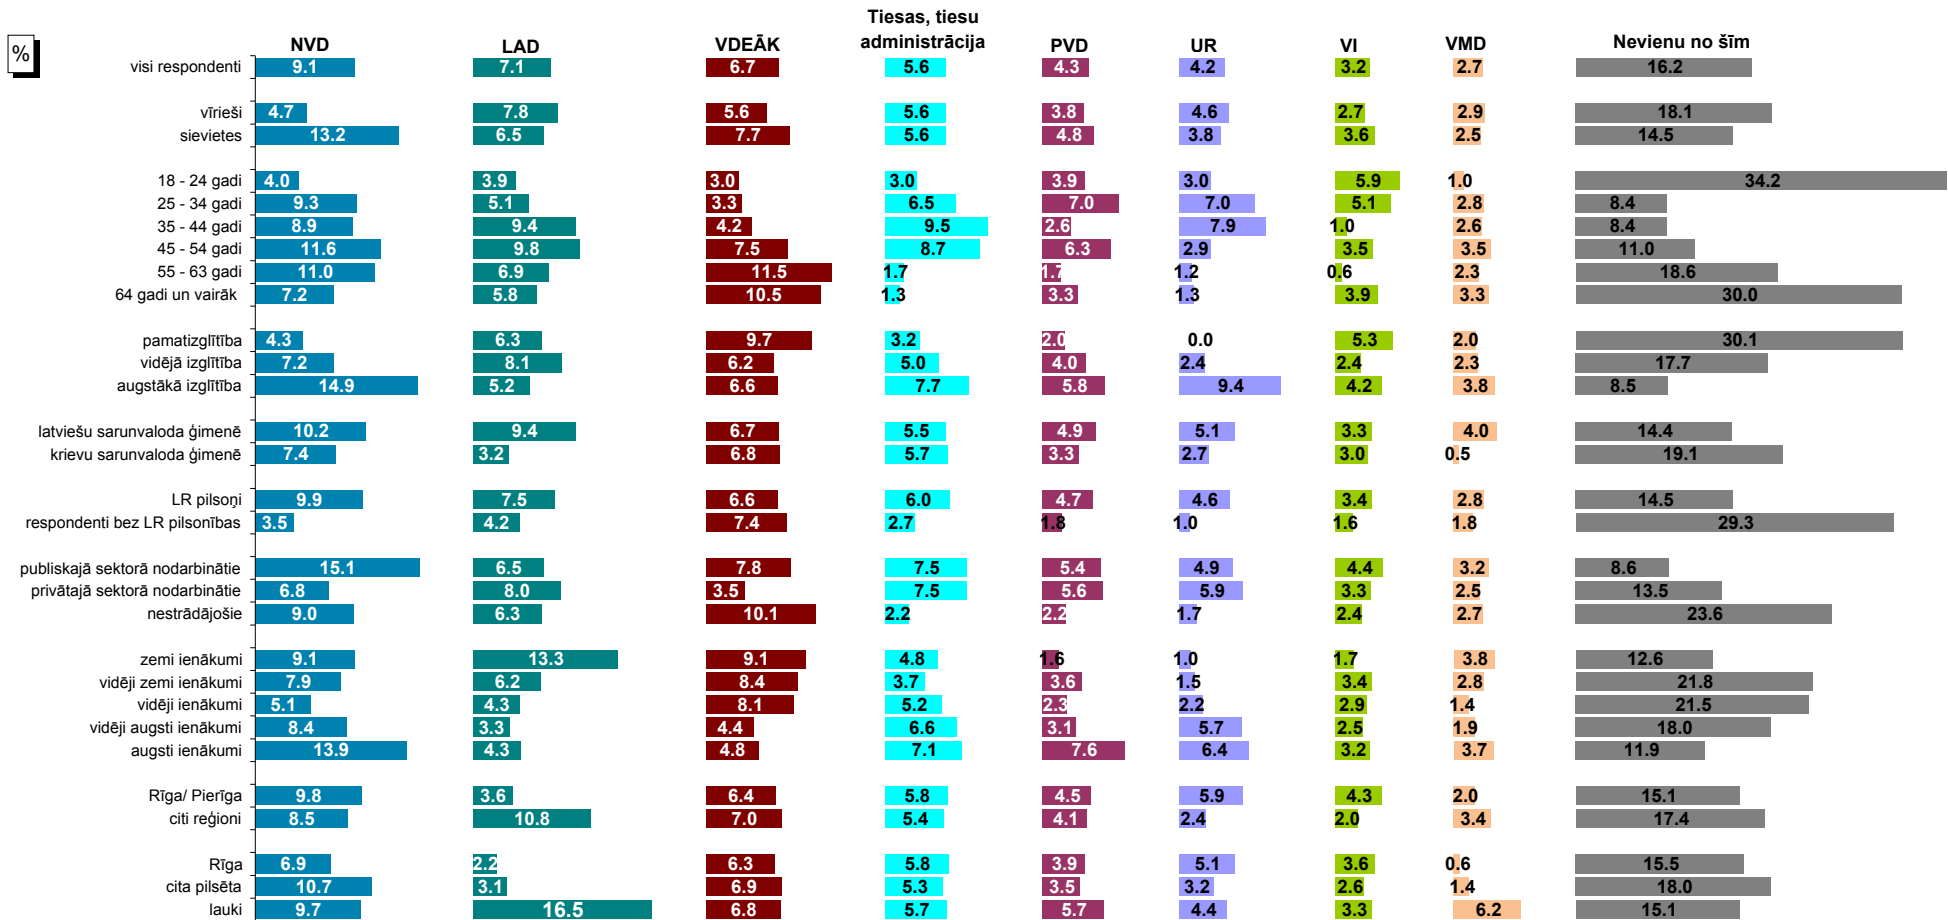 %
NVD LAD VDEĀK Tiesas, tiesu administrācija PVD UR VI VMD Nevienu no šīm
visi respondenti 9.1 7.1 6.7 5.6 4.3 4.2 3.2 2.7 16.2
vīrieši 4.7 7.8 5.6 5.6 3.8 4.6 2.7 2.9 18.1
sievietes 13.2 6.5 7.7 5.6 4.8 3.8 3.6 2.5 14.5
18 - 24 gadi 4.0 3.9 3.0 3.0 3.9 3.0 5.9 1.0 34.2
25 - 34 gadi 9.3 5.1 3.3 6.5 7.0 7.0 5.1 2.8 8.4
35 - 44 gadi 8.9 9.4 4.2 9.5 2.6 7.9 1.0 2.6 8.4
45 - 54 gadi 11.6 9.8 7.5 8.7 6.3 2.9 3.5 3.5 11.0
55 - 63 gadi 11.0 6.9 11.5 1.7 1.7 1.2 0.6 2.3 18.6
64 gadi un vairāk 7.2 5.8 10.5 1.3 3.3 1.3 3.9 3.3 30.0
pamatizglītība 4.3 6.3 9.7 3.2 2.0 0.0 5.3 2.0 30.1
vidējā izglītība 7.2 8.1 6.2 5.0 4.0 2.4 2.4 2.3 17.7
augstākā izglītība 14.9 5.2 6.6 7.7 5.8 9.4 4.2 3.8 8.5
latviešu sarunvaloda ģimenē 10.2 9.4 6.7 5.5 4.9 5.1 3.3 4.0 14.4
krievu sarunvaloda ģimenē 7.4 3.2 6.8 5.7 3.3 2.7 3.0 0.5 19.1
LR pilsoņi 9.9 7.5 6.6 6.0 4.7 4.6 3.4 2.8 14.5
respondenti bez LR pilsonības 3.5 4.2 7.4 2.7 1.8 1.0 1.6 1.8 29.3
publiskajā sektorā nodarbinātie 15.1 6.5 7.8 7.5 5.4 4.9 4.4 3.2 8.6
privātajā sektorā nodarbinātie 6.8 8.0 3.5 7.5 5.6 5.9 3.3 2.5 13.5
nestrādājošie 9.0 6.3 10.1 2.2 2.2 1.7 2.4 2.7 23.6
zemi ienākumi 9.1 13.3 9.1 4.8 1.6 1.0 1.7 3.8 12.6
vidēji zemi ienākumi 7.9 6.2 8.4 3.7 3.6 1.5 3.4 2.8 21.8
vidēji ienākumi 5.1 4.3 8.1 5.2 2.3 2.2 2.9 1.4 21.5
vidēji augsti ienākumi 8.4 3.3 4.4 6.6 3.1 5.7 2.5 1.9 18.0
augsti ienākumi 13.9 4.3 4.8 7.1 7.6 6.4 3.2 3.7 11.9
Rīga/ Pierīga 9.8 3.6 6.4 5.8 4.5 5.9 4.3 2.0 15.1
citi reģioni 8.5 10.8 7.0 5.4 4.1 2.4 2.0 3.4 17.4
Rīga 6.9 2.2 6.3 5.8 3.9 5.1 3.6 0.6 15.5
cita pilsēta 10.7 3.1 6.9 5.3 3.5 3.2 2.6 1.4 18.0
lauki 9.7 16.5 6.8 5.7 5.7 4.4 3.3 6.2 15.1